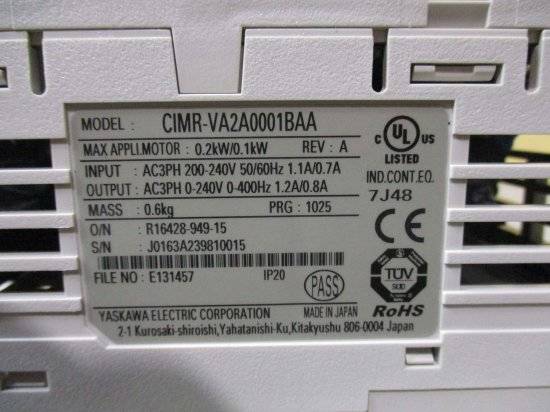 MODEL : CIMR-VA2A0001BAA
MAX APPLI.MOTOR : 0.2kW/0.1kW REV : A
INPUT : AC3PH 200-240V 50/60Hz 1.1A/0.7A
OUTPUT : AC3PH 0-240V 0-400Hz 1.2A/0.8A
MASS : 0.6kg PRG : 1025
O/N : R16428-949-15
S/N : J0163A239810015
FILE NO : E131457 IP20
PASS
YASKAWA ELECTRIC CORPORATION MADE IN JAPAN
2-1 Kurosaki-shiroishi,Yahatanishi-Ku,Kitakyushu 806-0004 Japan
C UL US
LISTED
IND.CONT.EQ.
7J48
CE
TÜV
SÜD
RoHS